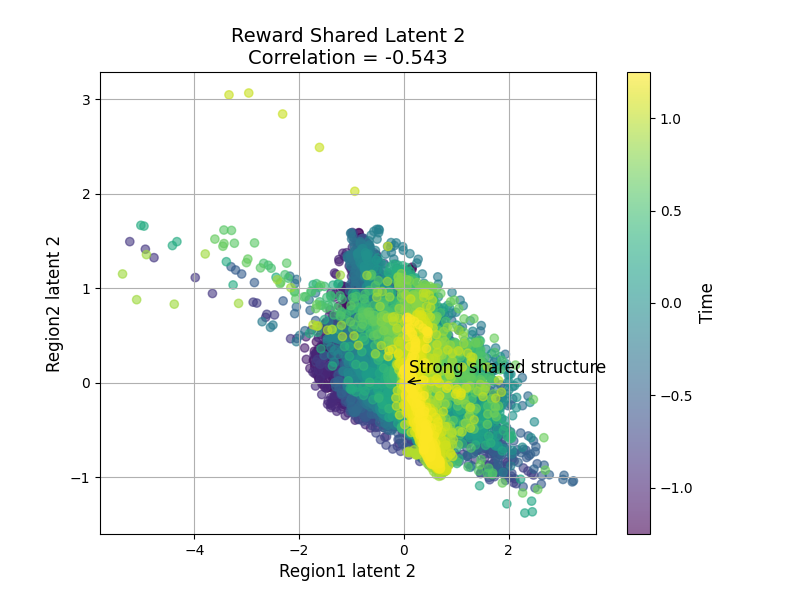 Reward Shared Latent 2
Correlation = -0.543
3
2
1
0
−1
Region2 latent 2
Strong shared structure
−4
−2
0
2
Region1 latent 2
1.0
0.5
0.0
−0.5
−1.0
Time